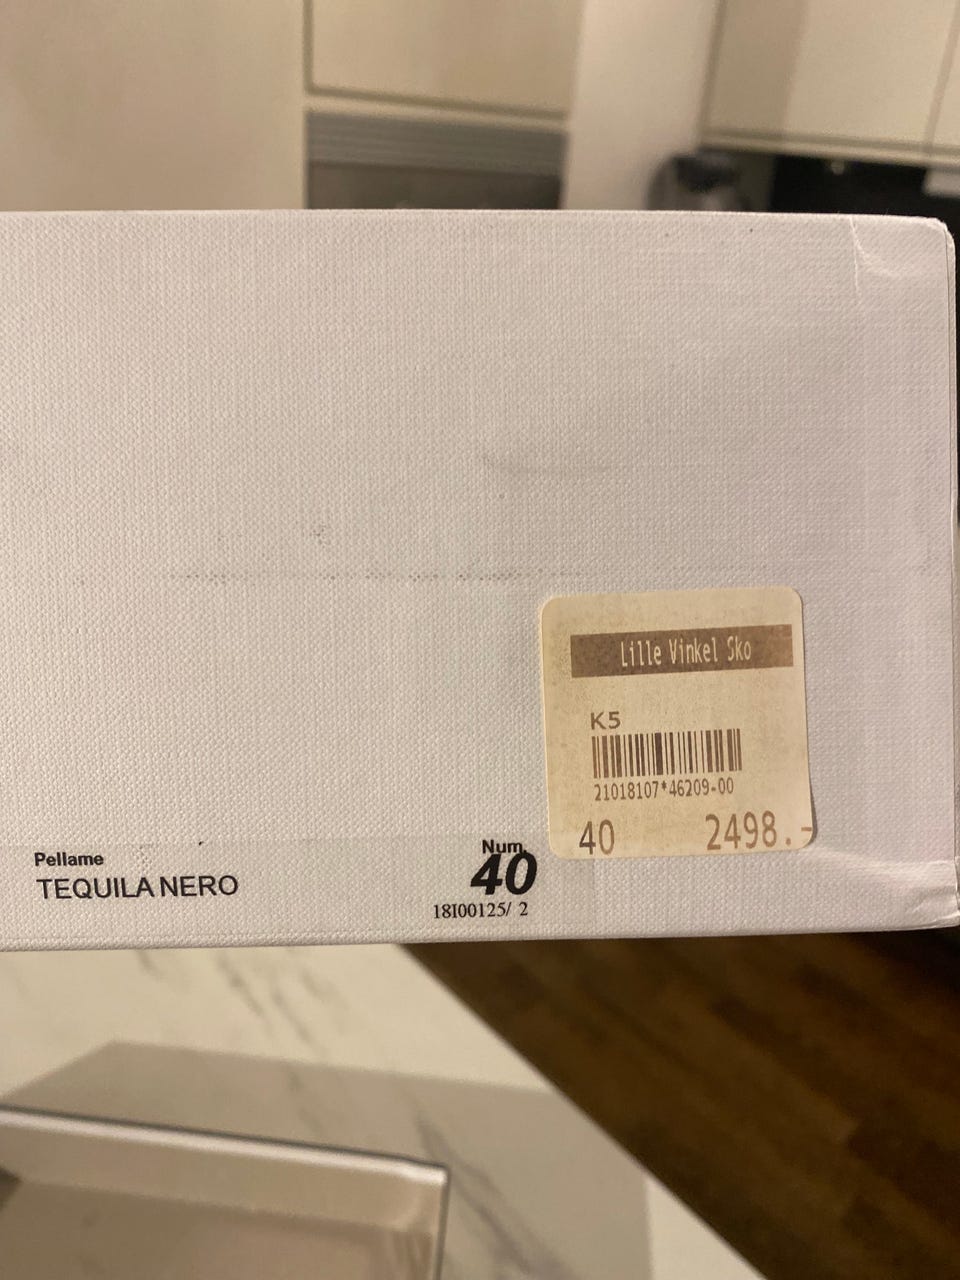 Lille Vinkel Sko
K5
21018107*46209-00
40 2498.-
Pellame
TEQUILA NERO
Num.
40
18I00125/ 2